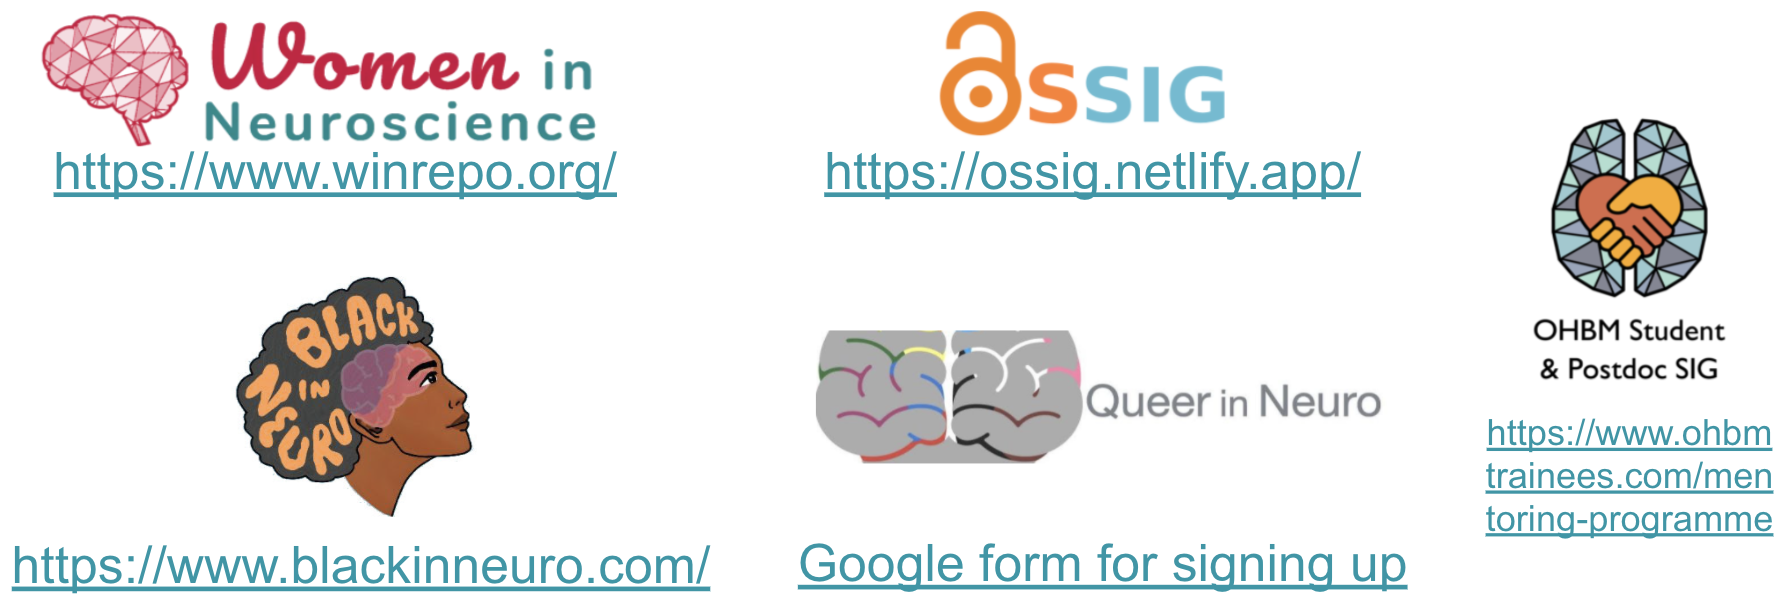 Women in
Neuroscience
https://www.winrepo.org/
OSSIG
https://ossig.netlify.app/
BLACK
IN
NEURO
https://www.blackinneuro.com/
Queer in Neuro
Google form for signing up
OHBM Student
& Postdoc SIG
https://www.ohbm
trainees.com/men
toring-programme